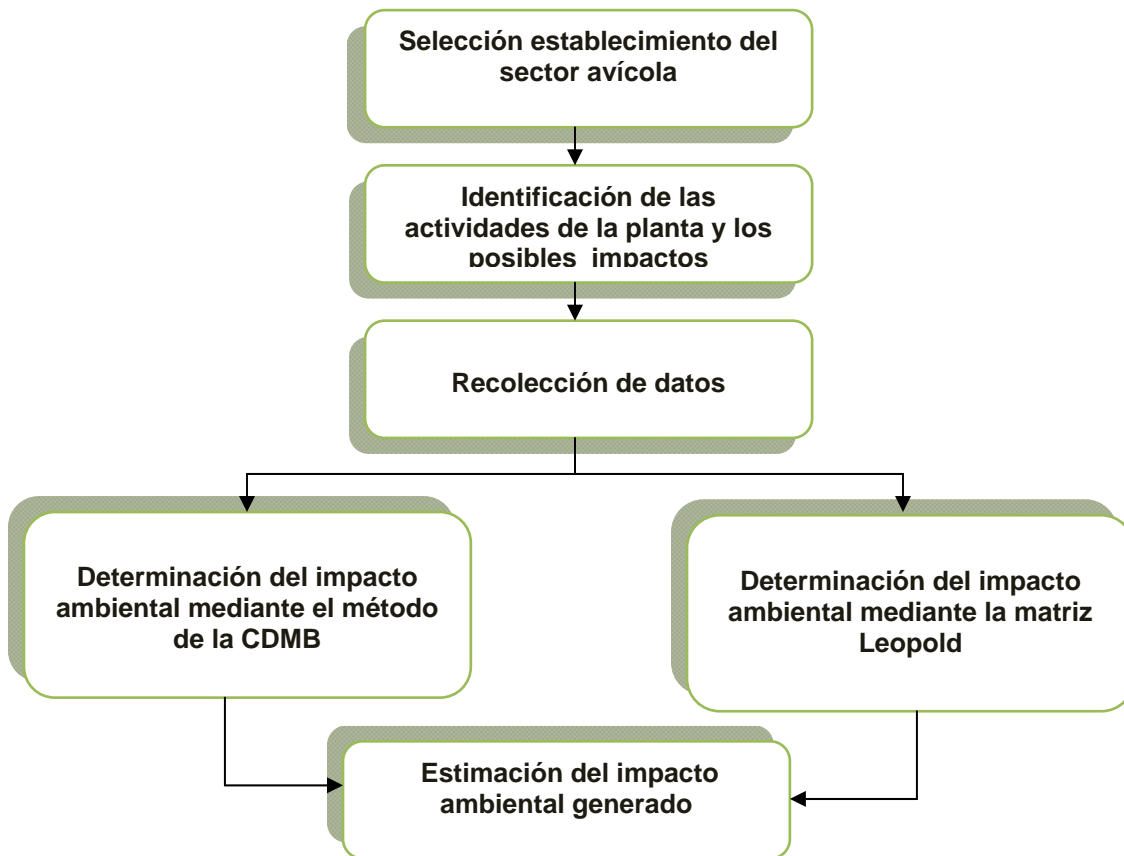 Selección establecimiento del
sector avícola
Identificación de las
actividades de la planta y los
posibles impactos
Recolección de datos
Determinación del impacto
ambiental mediante el método
de la CDMB
Determinación del impacto
ambiental mediante la matriz
Leopold
Estimación del impacto
ambiental generado